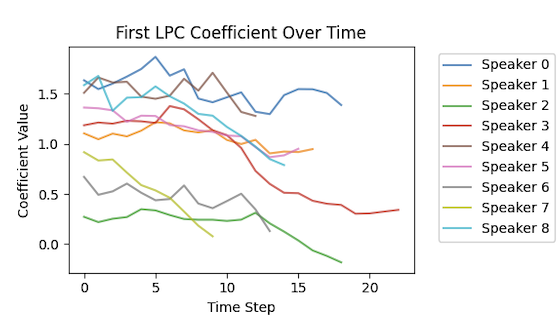 First LPC Coefficient Over Time
Coefficient Value
1.5
1.0
0.5
0.0
0
5
10
15
20
Time Step
Speaker 0
Speaker 1
Speaker 2
Speaker 3
Speaker 4
Speaker 5
Speaker 6
Speaker 7
Speaker 8